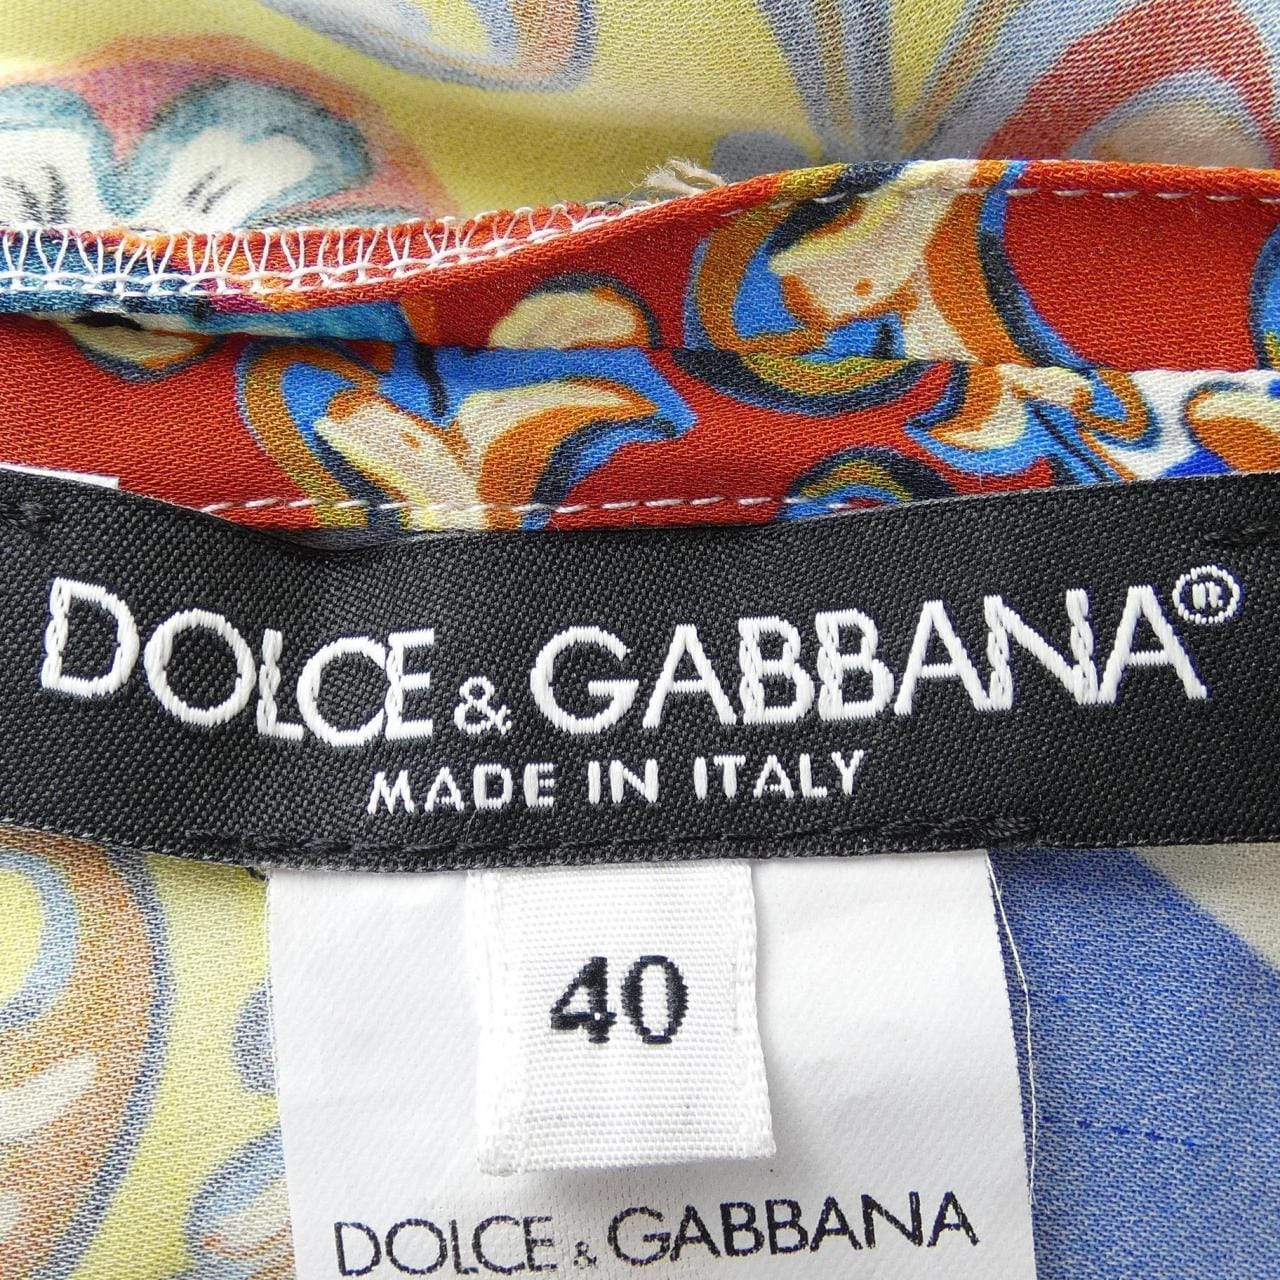 DOLCE & GABBANA®
MADE IN ITALY
40
DOLCE & GABBANA